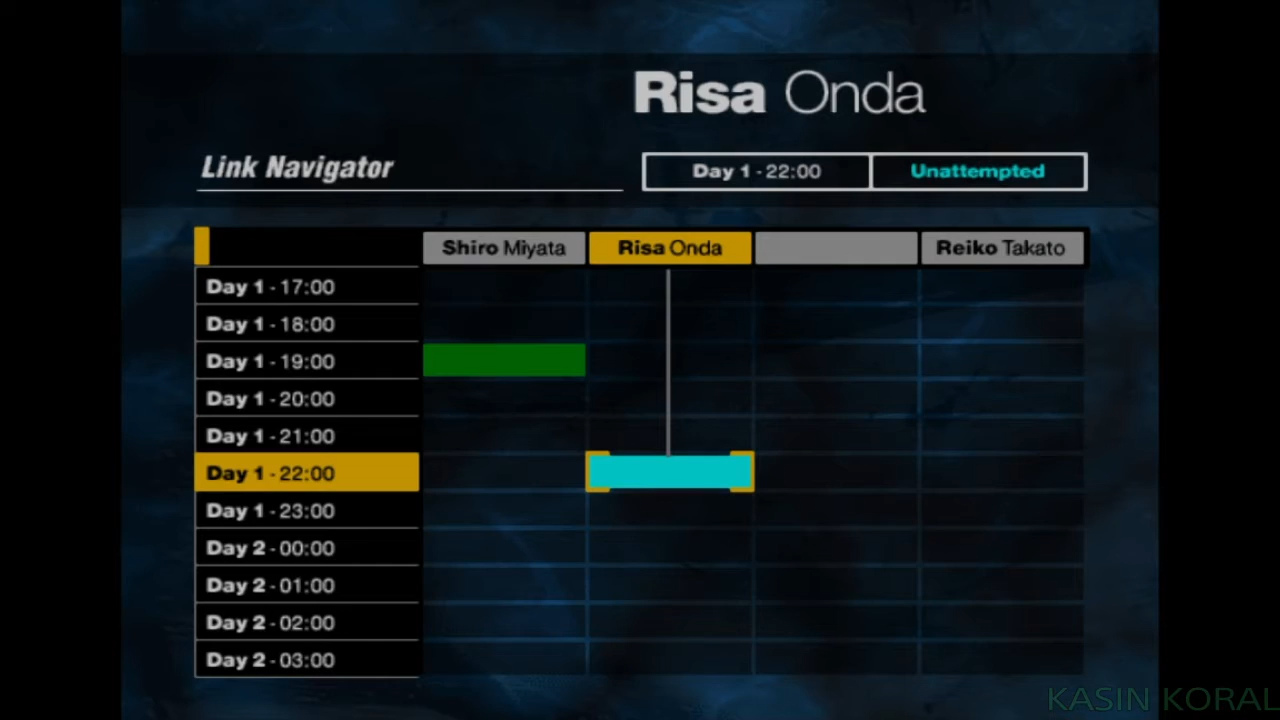 Risa Onda
Link Navigator
Day 1 - 22:00
Unattempted
Shiro Miyata
Risa Onda
Reiko Takato
Day 1 - 17:00
Day 1 - 18:00
Day 1 - 19:00
Day 1 - 20:00
Day 1 - 21:00
Day 1 - 22:00
Day 1 - 23:00
Day 2 - 00:00
Day 2 - 01:00
Day 2 - 02:00
Day 2 - 03:00
KASIN KORAL